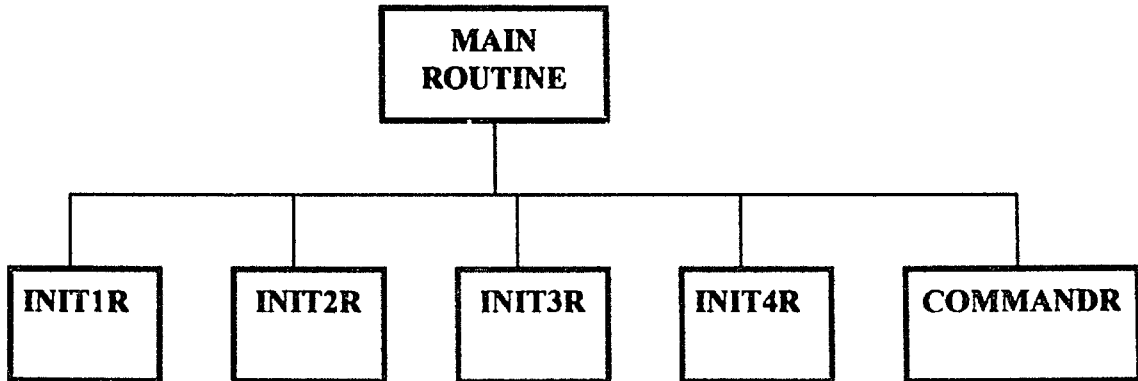 MAIN
ROUTINE
INIT1R INIT2R INIT3R INIT4R COMMANDR